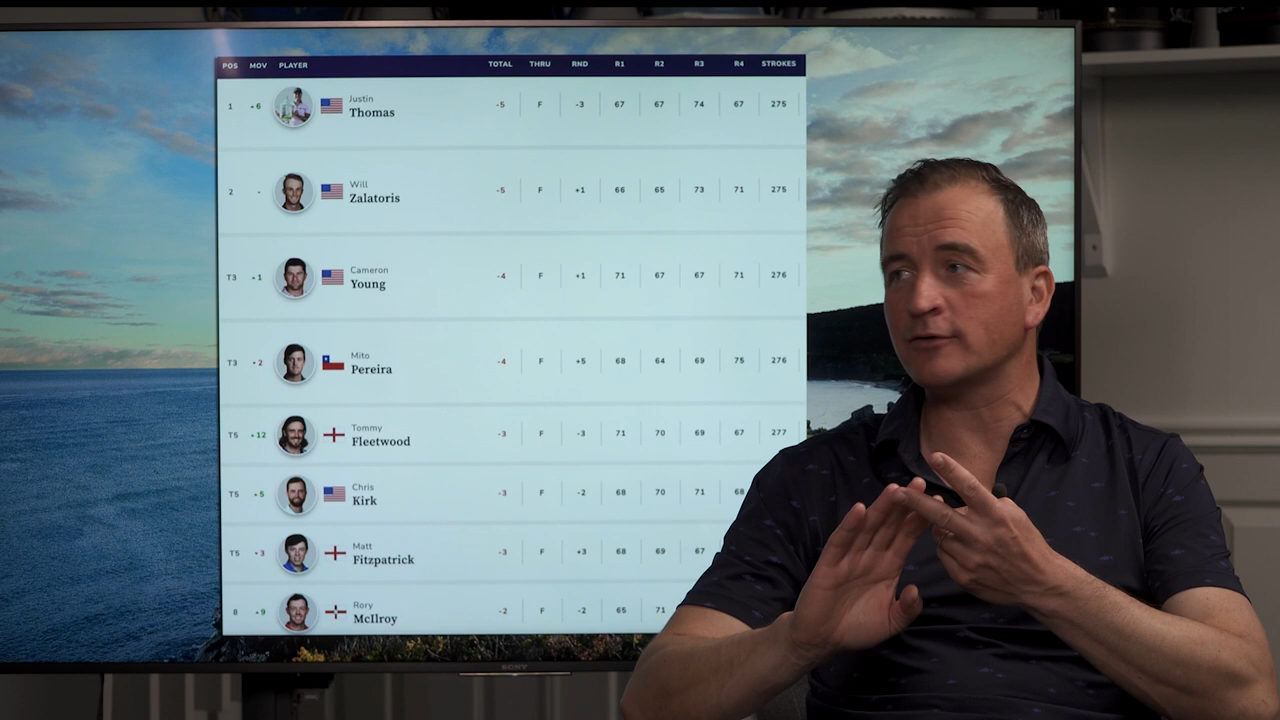 POS MOV PLAYER TOTAL THRU RND R1 R2 R3 R4 STROKES
1 6 Justin Thomas -5 F -3 67 67 74 67 275
2 - Will Zalatoris -5 F +1 66 65 73 71 275
T3 1 Cameron Young -4 F +1 71 67 67 71 276
T3 2 Mito Pereira -4 F +5 68 64 69 75 276
T5 12 Tommy Fleetwood -3 F -3 71 70 69 67 277
T5 5 Chris Kirk -3 F -2 68 70 71 68
T5 3 Matt Fitzpatrick -3 F +3 68 69 67
8 9 Rory McIlroy -2 F -2 65 71
SONY